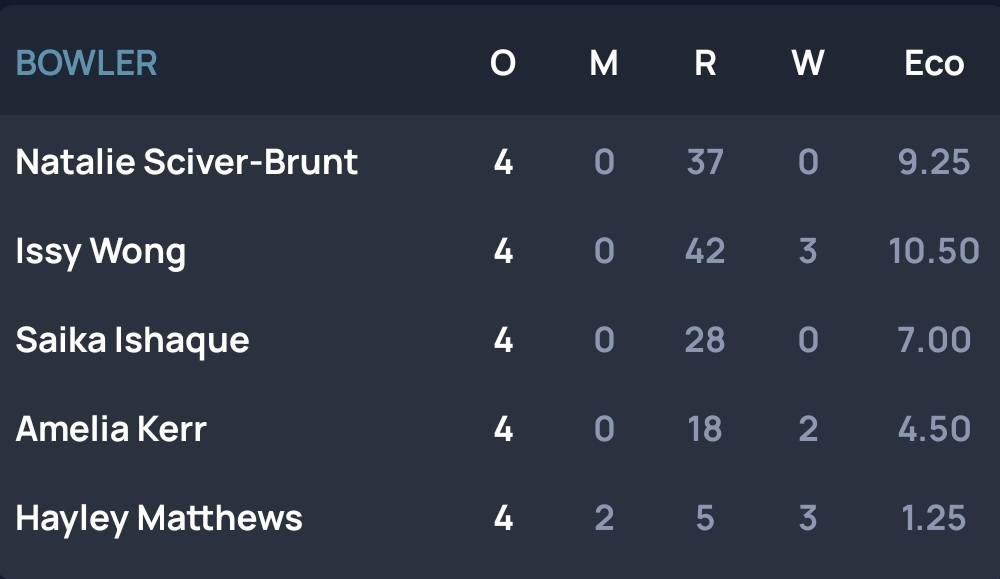 BOWLER O M R W Eco
Natalie Sciver-Brunt 4 0 37 0 9.25
Issy Wong 4 0 42 3 10.50
Saika Ishaque 4 0 28 0 7.00
Amelia Kerr 4 0 18 2 4.50
Hayley Matthews 4 2 5 3 1.25